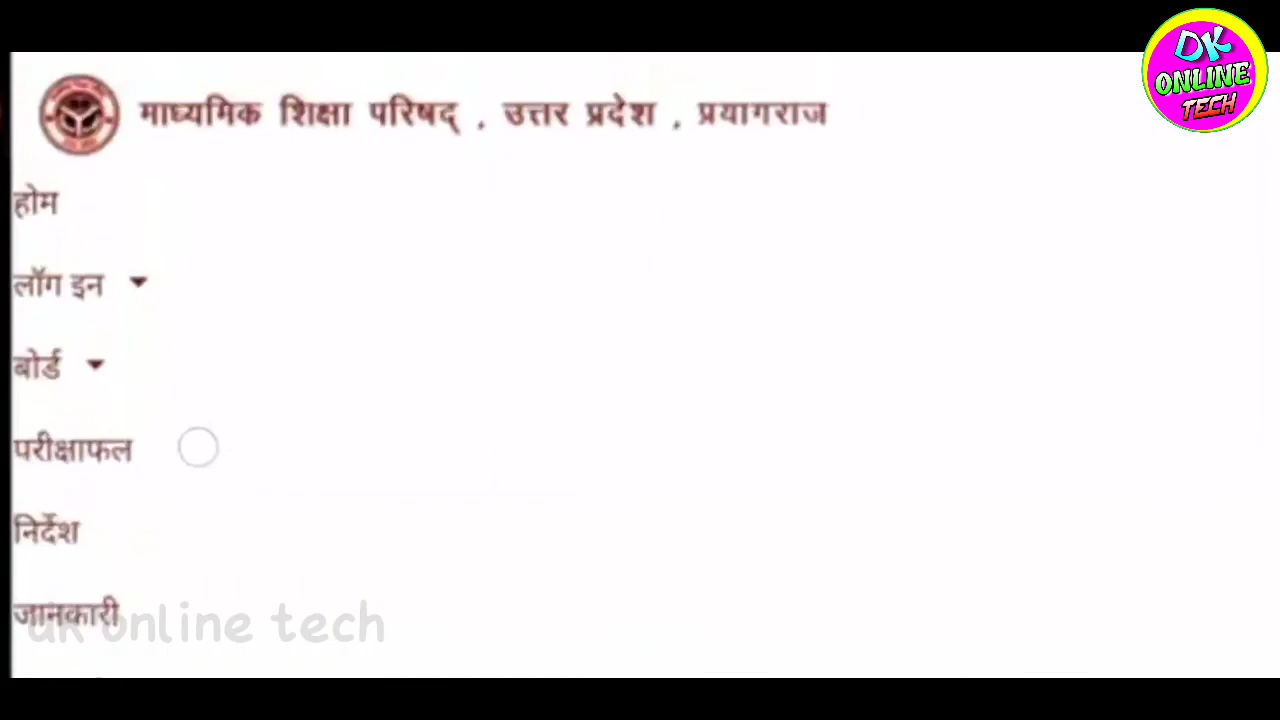 माध्यमिक शिक्षा परिषद् , उत्तर प्रदेश , प्रयागराज
DK
ONLINE
TECH
होम
लॉग इन
बोर्ड
परीक्षाफल
निर्देश
जानकारी
dk online tech